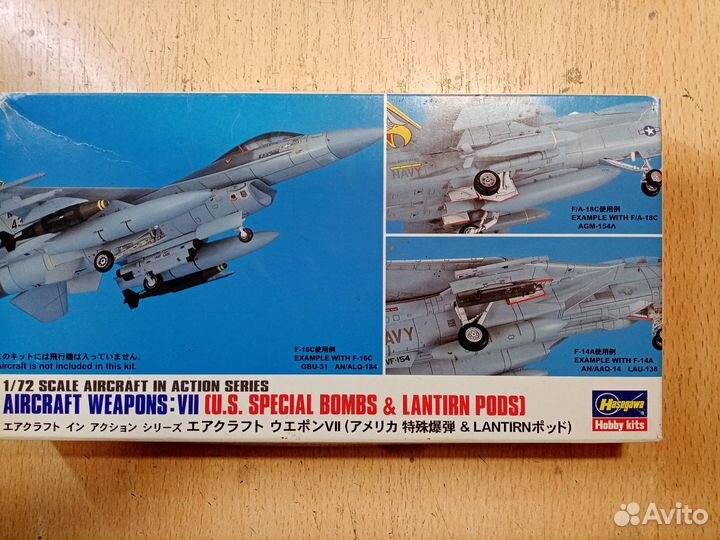 NAVY
F/A-18C使用例
EXAMPLE WITH F/A-18C
AGM-154A
F-16C使用例
EXAMPLE WITH F-16C
GBU-31 AN/ALQ-184
このキットには飛行機は入っていません。
Aircraft is not included in this kit.
NAVY
VF-154
F-14A使用例
EXAMPLE WITH F-14A
AN/AAQ-14 LAU-138
1/72 SCALE AIRCRAFT IN ACTION SERIES
AIRCRAFT WEAPONS:VII (U.S. SPECIAL BOMBS & LANTIRN PODS)
エアクラフト イン アクション シリーズ エアクラフト ウエポンVII (アメリカ 特殊爆弾 & LANTIRNポッド)
Hasegawa
Hobby kits
Avito